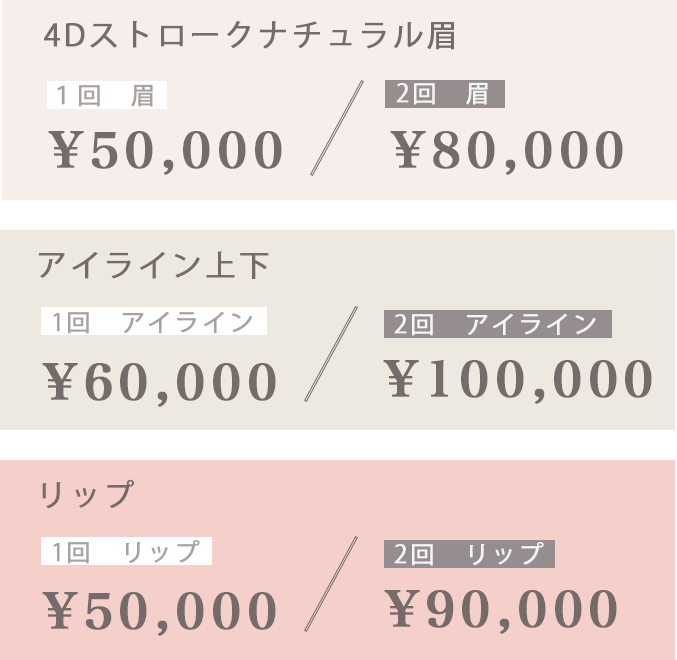 4Dストロークナチュラル眉
1回　眉
2回　眉
¥50,000
¥80,000
アイライン上下
1回　アイライン
2回　アイライン
¥60,000
¥100,000
リップ
1回　リップ
2回　リップ
¥50,000
¥90,000